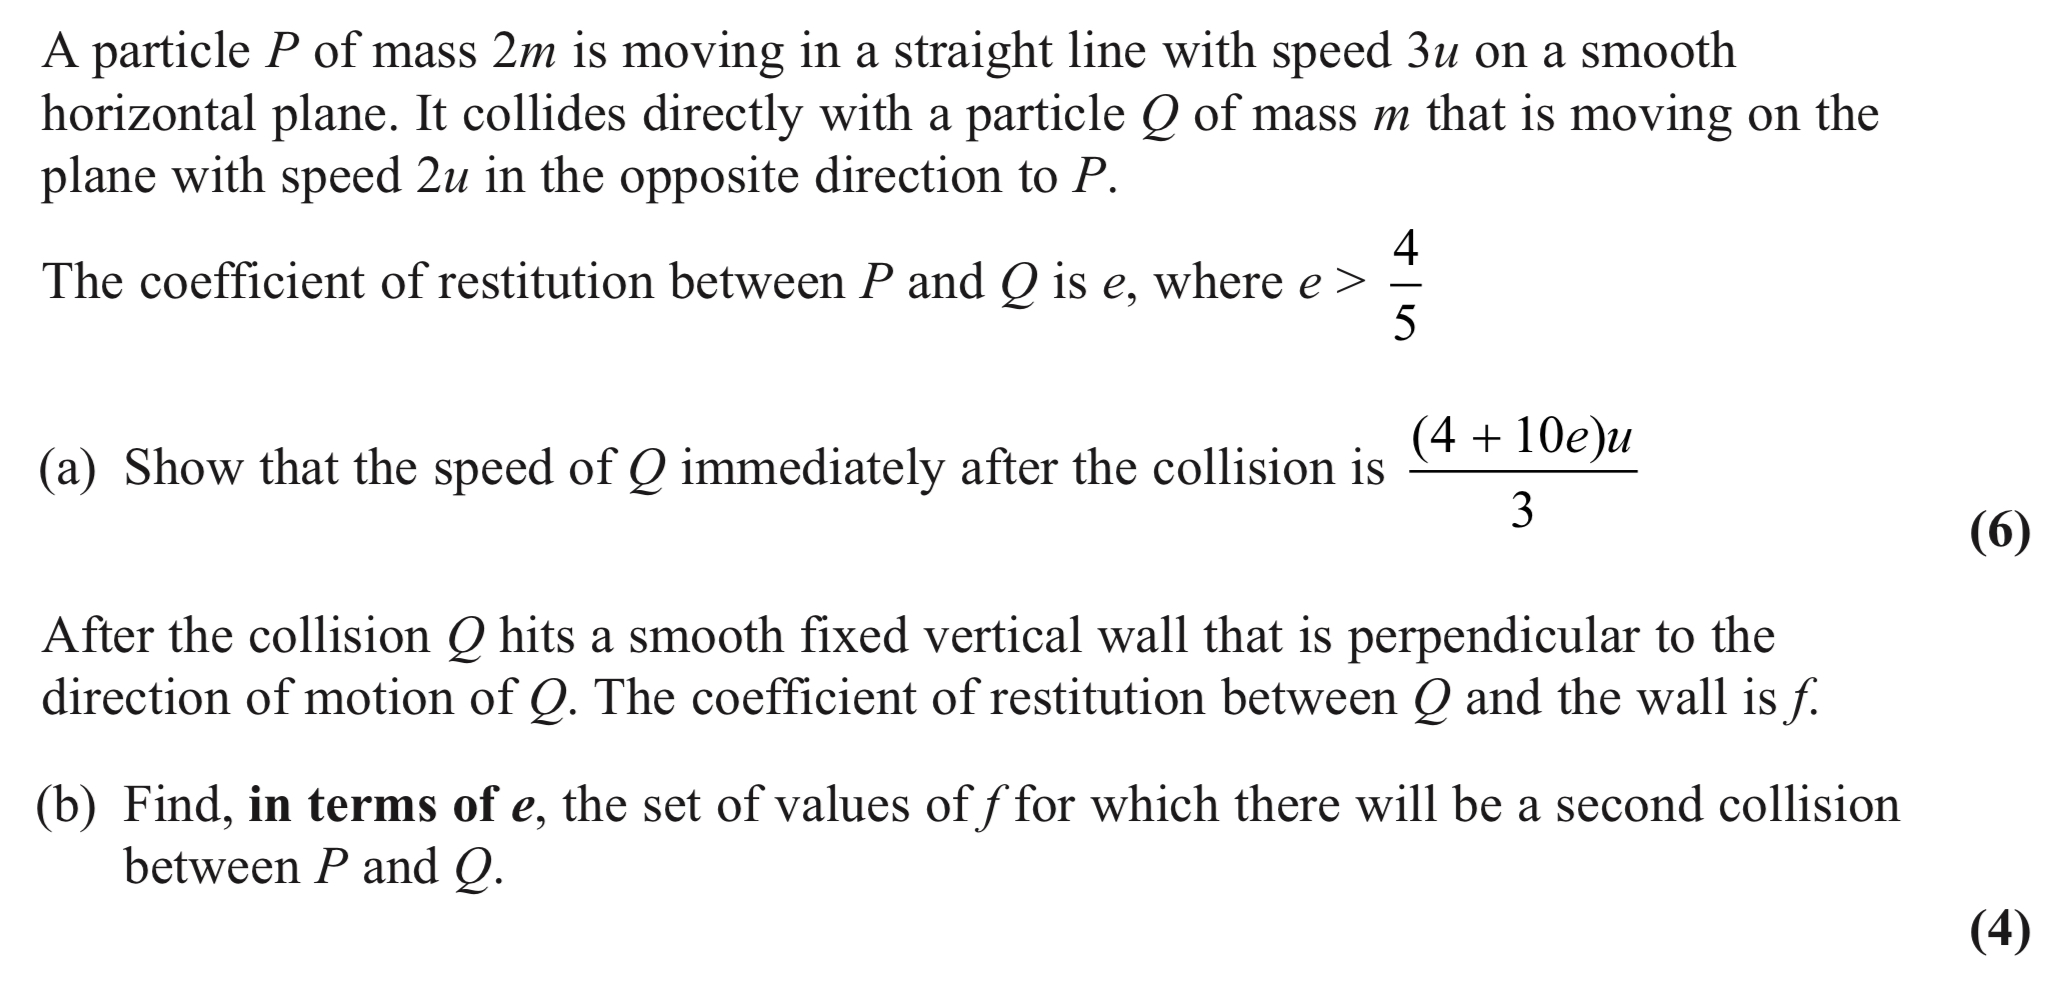 A particle P of mass 2m is moving in a straight line with speed 3u on a smooth
horizontal plane. It collides directly with a particle Q of mass m that is moving on the
plane with speed 2u in the opposite direction to P.
The coefficient of restitution between P and Q is e, where e > 4/5
(a) Show that the speed of Q immediately after the collision is (4 + 10e)u/3
(6)
After the collision Q hits a smooth fixed vertical wall that is perpendicular to the
direction of motion of Q. The coefficient of restitution between Q and the wall is f.
(b) Find, in terms of e, the set of values of f for which there will be a second collision
between P and Q.
(4)